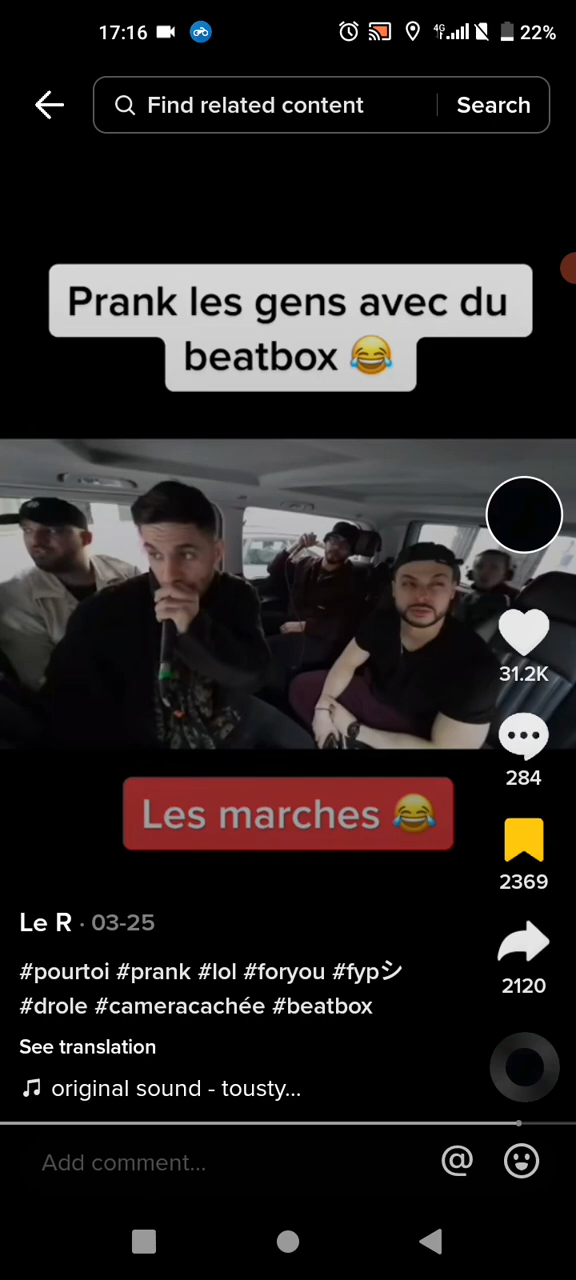 17:16 4G 22%
Find related content Search
Prank les gens avec du
beatbox 😂
31.2K
284
Les marches 😂
2369
Le R · 03-25
2120
#pourtoi #prank #lol #foryou #fypシ
#drole #cameracachée #beatbox
See translation
original sound - tousty...
Add comment...